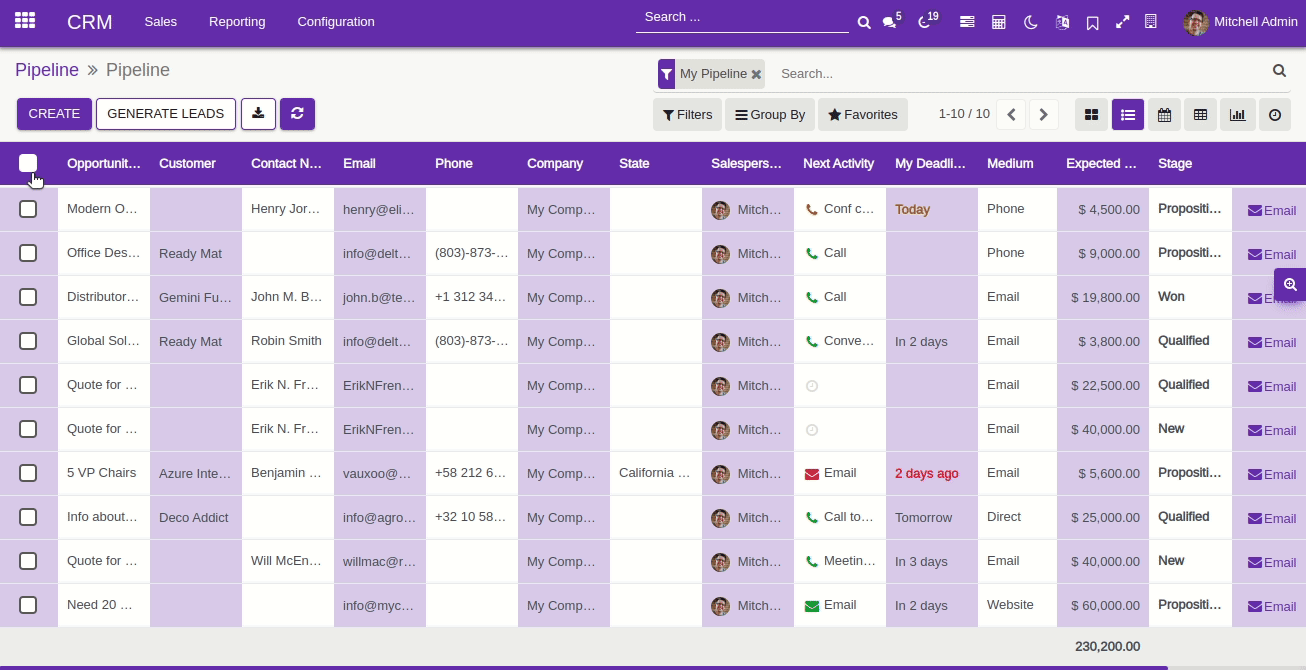 CRM Sales Reporting Configuration Search ... 5 19 Mitchell Admin
Pipeline » Pipeline My Pipeline Search...
CREATE GENERATE LEADS Filters Group By Favorites 1-10 / 10
Opportunit... Customer Contact N... Email Phone Company State Salespers... Next Activity My Deadli... Medium Expected ... Stage
Modern O... Henry Jor... henry@eli... My Comp... Mitch... Conf c... Today Phone $ 4,500.00 Propositi... Email
Office Des... Ready Mat info@delt... (803)-873-... My Comp... Mitch... Call Phone $ 9,000.00 Propositi... Email
Distributor... Gemini Fu... John M. B... john.b@te... +1 312 34... My Comp... Mitch... Call Email $ 19,800.00 Won Email
Global Sol... Ready Mat Robin Smith info@delt... (803)-873-... My Comp... Mitch... Conve... In 2 days Email $ 3,800.00 Qualified Email
Quote for ... Erik N. Fr... ErikNFren... My Comp... Mitch... Email $ 22,500.00 Qualified Email
Quote for ... Erik N. Fr... ErikNFren... My Comp... Mitch... Email $ 40,000.00 New Email
5 VP Chairs Azure Inte... Benjamin ... vauxoo@... +58 212 6... California ... My Comp... Mitch... Email 2 days ago Email $ 5,600.00 Propositi... Email
Info about... Deco Addict info@agro... +32 10 58... My Comp... Mitch... Call to... Tomorrow Direct $ 25,000.00 Qualified Email
Quote for ... Will McEn... willmac@r... My Comp... Mitch... Meetin... In 3 days Email $ 40,000.00 New Email
Need 20 ... info@myc... My Comp... Mitch... Email In 2 days Website $ 60,000.00 Propositi... Email
230,200.00